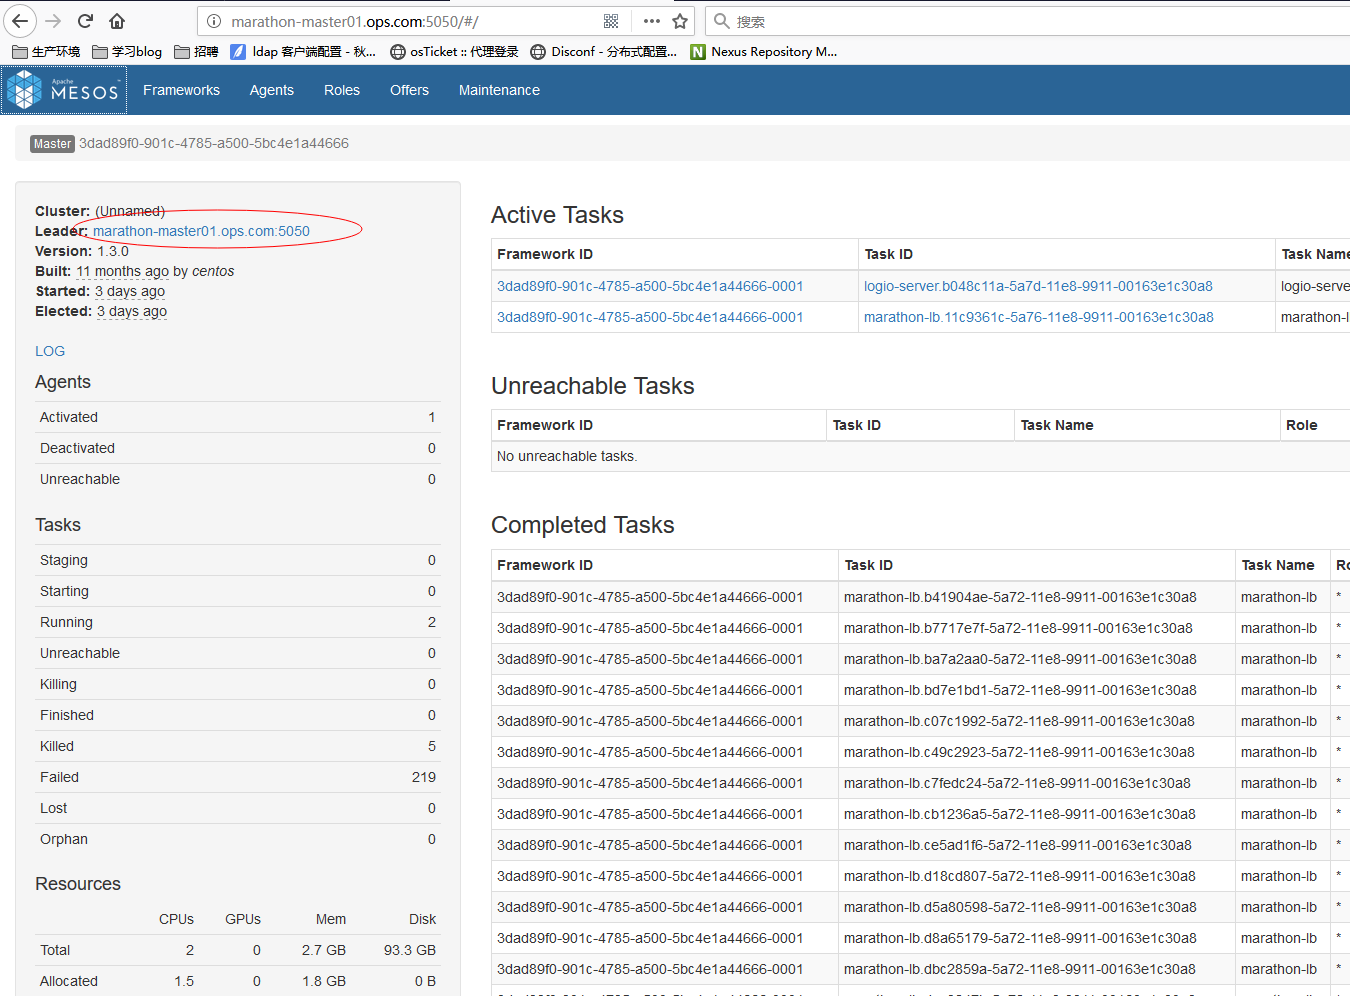 marathon-master01.ops.com:5050/#/
搜索
生产环境 学习blog 招聘 ldap 客户端配置 - 秋... osTicket :: 代理登录 Disconf - 分布式配置... Nexus Repository M...
Apache
MESOS Frameworks Agents Roles Offers Maintenance
Master 3dad89f0-901c-4785-a500-5bc4e1a44666
Cluster: (Unnamed)
Leader: marathon-master01.ops.com:5050
Version: 1.3.0
Built: 11 months ago by centos
Started: 3 days ago
Elected: 3 days ago
LOG
Agents
Activated 1
Deactivated 0
Unreachable 0
Tasks
Staging 0
Starting 0
Running 2
Unreachable 0
Killing 0
Finished 0
Killed 5
Failed 219
Lost 0
Orphan 0
Resources
CPUs GPUs Mem Disk
Total 2 0 2.7 GB 93.3 GB
Allocated 1.5 0 1.8 GB 0 B
Active Tasks
Framework ID Task ID Task Name
3dad89f0-901c-4785-a500-5bc4e1a44666-0001 logio-server.b048c11a-5a7d-11e8-9911-00163e1c30a8 logio-serve
3dad89f0-901c-4785-a500-5bc4e1a44666-0001 marathon-lb.11c9361c-5a76-11e8-9911-00163e1c30a8 marathon-l
Unreachable Tasks
Framework ID Task ID Task Name Role
No unreachable tasks.
Completed Tasks
Framework ID Task ID Task Name Ro
3dad89f0-901c-4785-a500-5bc4e1a44666-0001 marathon-lb.b41904ae-5a72-11e8-9911-00163e1c30a8 marathon-lb *
3dad89f0-901c-4785-a500-5bc4e1a44666-0001 marathon-lb.b7717e7f-5a72-11e8-9911-00163e1c30a8 marathon-lb *
3dad89f0-901c-4785-a500-5bc4e1a44666-0001 marathon-lb.ba7a2aa0-5a72-11e8-9911-00163e1c30a8 marathon-lb *
3dad89f0-901c-4785-a500-5bc4e1a44666-0001 marathon-lb.bd7e1bd1-5a72-11e8-9911-00163e1c30a8 marathon-lb *
3dad89f0-901c-4785-a500-5bc4e1a44666-0001 marathon-lb.c07c1992-5a72-11e8-9911-00163e1c30a8 marathon-lb *
3dad89f0-901c-4785-a500-5bc4e1a44666-0001 marathon-lb.c49c2923-5a72-11e8-9911-00163e1c30a8 marathon-lb *
3dad89f0-901c-4785-a500-5bc4e1a44666-0001 marathon-lb.c7fedc24-5a72-11e8-9911-00163e1c30a8 marathon-lb *
3dad89f0-901c-4785-a500-5bc4e1a44666-0001 marathon-lb.cb1236a5-5a72-11e8-9911-00163e1c30a8 marathon-lb *
3dad89f0-901c-4785-a500-5bc4e1a44666-0001 marathon-lb.ce5ad1f6-5a72-11e8-9911-00163e1c30a8 marathon-lb *
3dad89f0-901c-4785-a500-5bc4e1a44666-0001 marathon-lb.d18cd807-5a72-11e8-9911-00163e1c30a8 marathon-lb *
3dad89f0-901c-4785-a500-5bc4e1a44666-0001 marathon-lb.d5a80598-5a72-11e8-9911-00163e1c30a8 marathon-lb *
3dad89f0-901c-4785-a500-5bc4e1a44666-0001 marathon-lb.d8a65179-5a72-11e8-9911-00163e1c30a8 marathon-lb *
3dad89f0-901c-4785-a500-5bc4e1a44666-0001 marathon-lb.dbc2859a-5a72-11e8-9911-00163e1c30a8 marathon-lb *